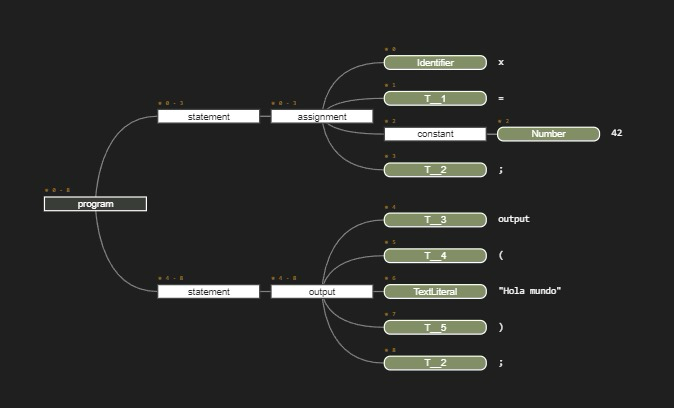 * 0
Identifier x
* 1
T__1 =
* 0 - 3 * 0 - 3 * 2 * 2
statement assignment constant Number 42
* 3
T__2 ;
* 0 - 8
program
* 4
T__3 output
* 5
T__4 (
* 4 - 8 * 4 - 8 * 6
statement output TextLiteral "Hola mundo"
* 7
T__5 )
* 8
T__2 ;